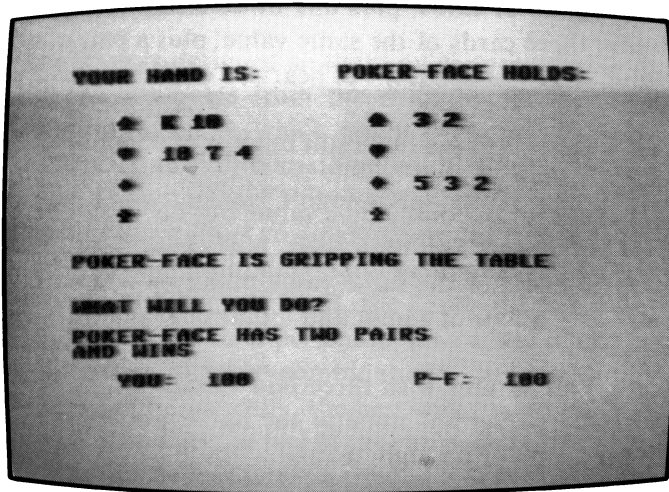 YOUR HAND IS: POKER-FACE HOLDS:
♠ K 10 ♠ 3 2
♥ 10 7 4 ♥
♦ ♦ 5 3 2
♣ ♣
POKER-FACE IS GRIPPING THE TABLE
WHAT WILL YOU DO?
POKER-FACE HAS TWO PAIRS
AND WINS
YOU: 100 P-F: 100